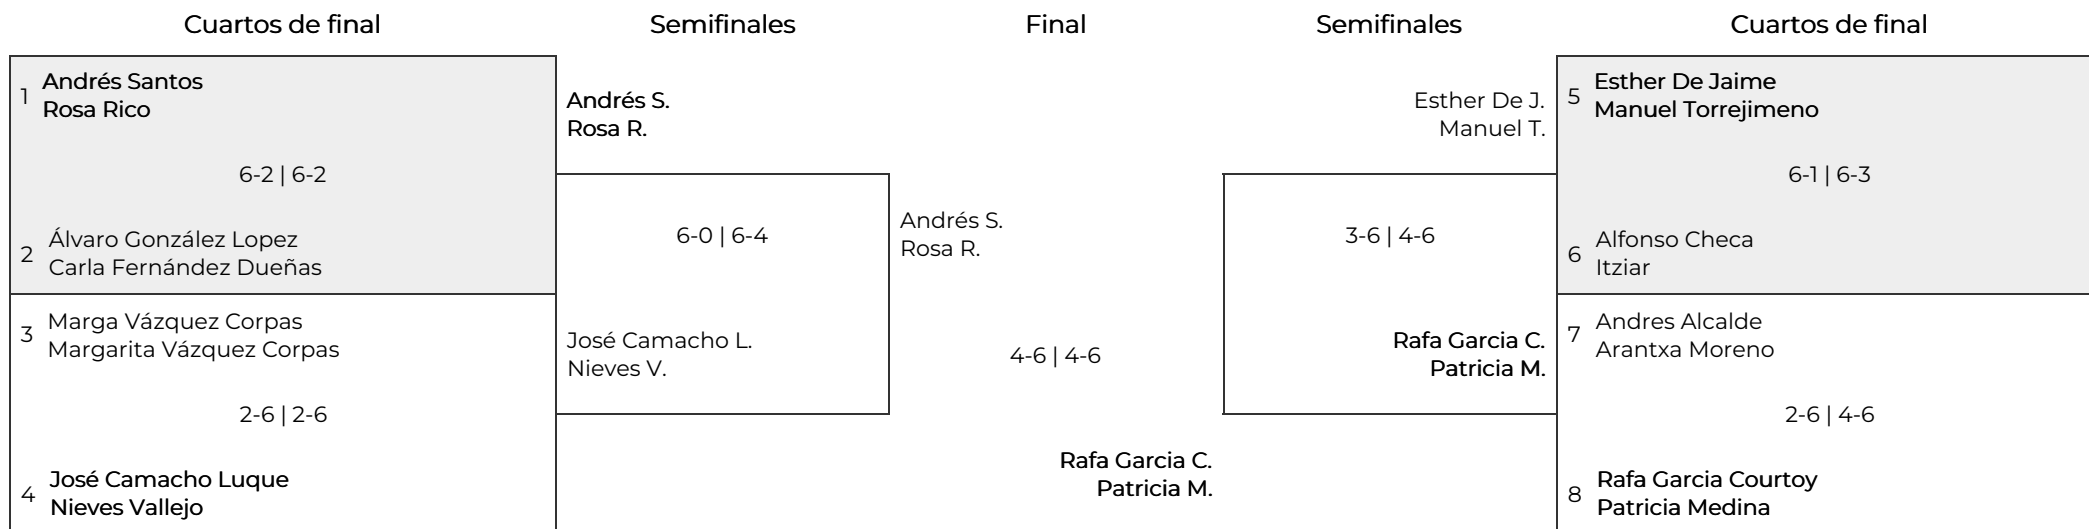 Cuartos de final
Semifinales
Final
Semifinales
Cuartos de final
1
Andrés Santos
Rosa Rico
6-2 | 6-2
2
Álvaro González Lopez
Carla Fernández Dueñas
3
Marga Vázquez Corpas
Margarita Vázquez Corpas
2-6 | 2-6
4
José Camacho Luque
Nieves Vallejo
Andrés S.
Rosa R.
6-0 | 6-4
José Camacho L.
Nieves V.
Andrés S.
Rosa R.
4-6 | 4-6
Rafa Garcia C.
Patricia M.
Esther De J.
Manuel T.
3-6 | 4-6
Rafa Garcia C.
Patricia M.
5
Esther De Jaime
Manuel Torrejimeno
6-1 | 6-3
6
Alfonso Checa
Itziar
7
Andres Alcalde
Arantxa Moreno
2-6 | 4-6
8
Rafa Garcia Courtoy
Patricia Medina